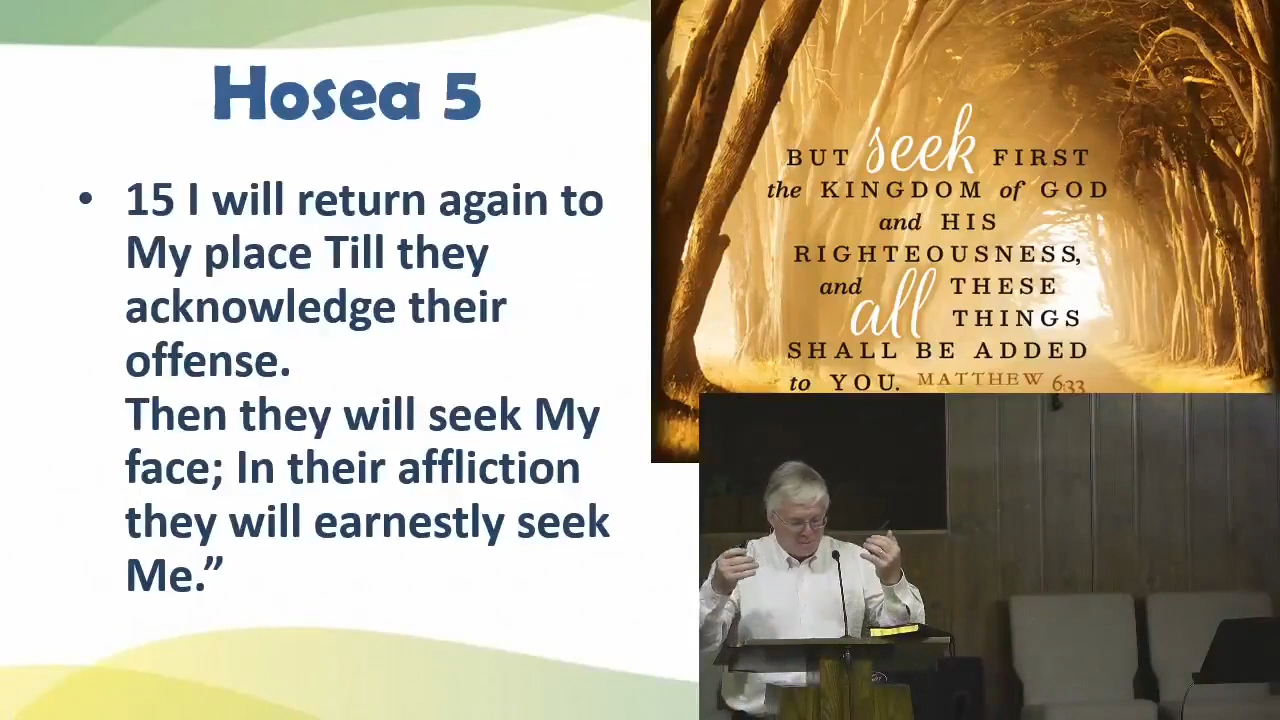 Hosea 5
• 15 I will return again to
My place Till they
acknowledge their
offense.
Then they will seek My
face; In their affliction
they will earnestly seek
Me.”
BUT seek FIRST
the KINGDOM of GOD
and HIS
RIGHTEOUSNESS,
and all THESE
THINGS
SHALL BE ADDED
to YOU. MATTHEW 6:33